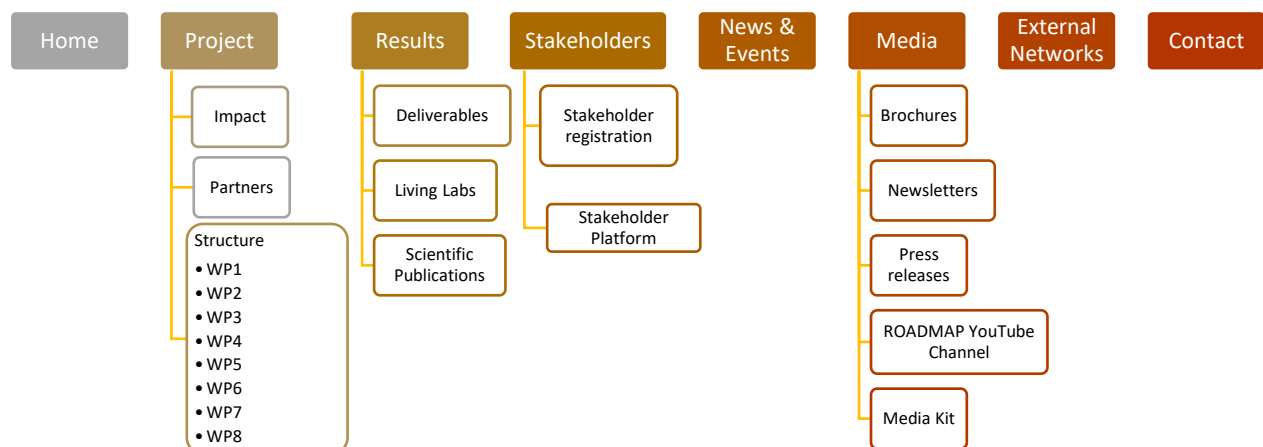 Home
Project
Results
Stakeholders
News &
Events
Media
External
Networks
Contact
Impact
Partners
Structure
• WP1
• WP2
• WP3
• WP4
• WP5
• WP6
• WP7
• WP8
Deliverables
Living Labs
Scientific
Publications
Stakeholder
registration
Stakeholder
Platform
Brochures
Newsletters
Press
releases
ROADMAP YouTube
Channel
Media Kit